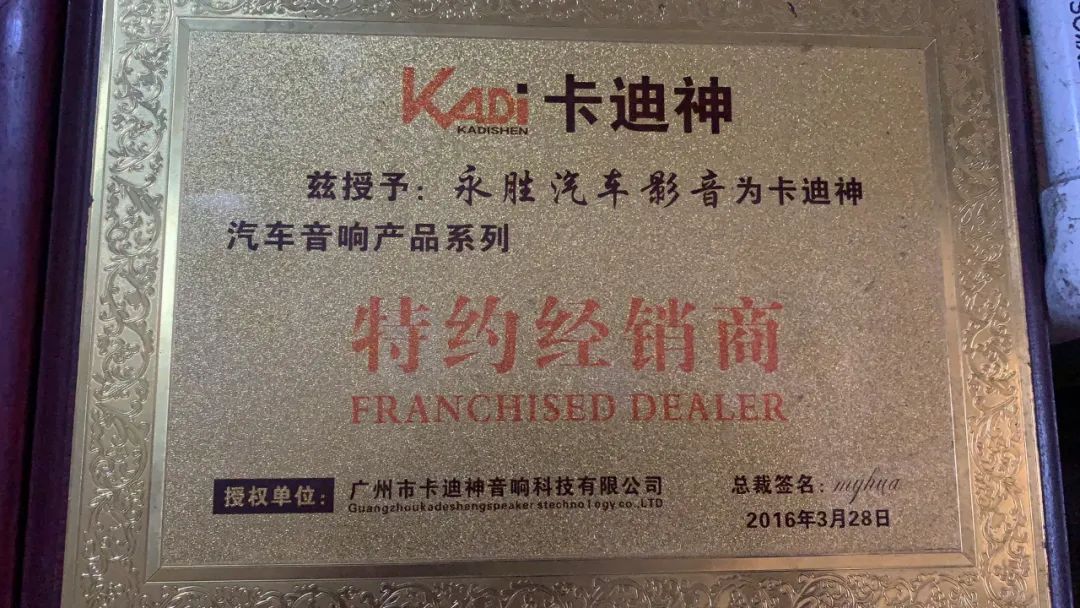 KADi 卡迪神
KADISHEN
兹授予：永胜汽车影音为卡迪神
汽车音响产品系列
特约经销商
FRANCHISED DEALER
授权单位： 广州市卡迪神音响科技有限公司
Guangzhoukadeshengspeaker stechnology co.,LTD
总裁签名：myhua
2016年3月28日